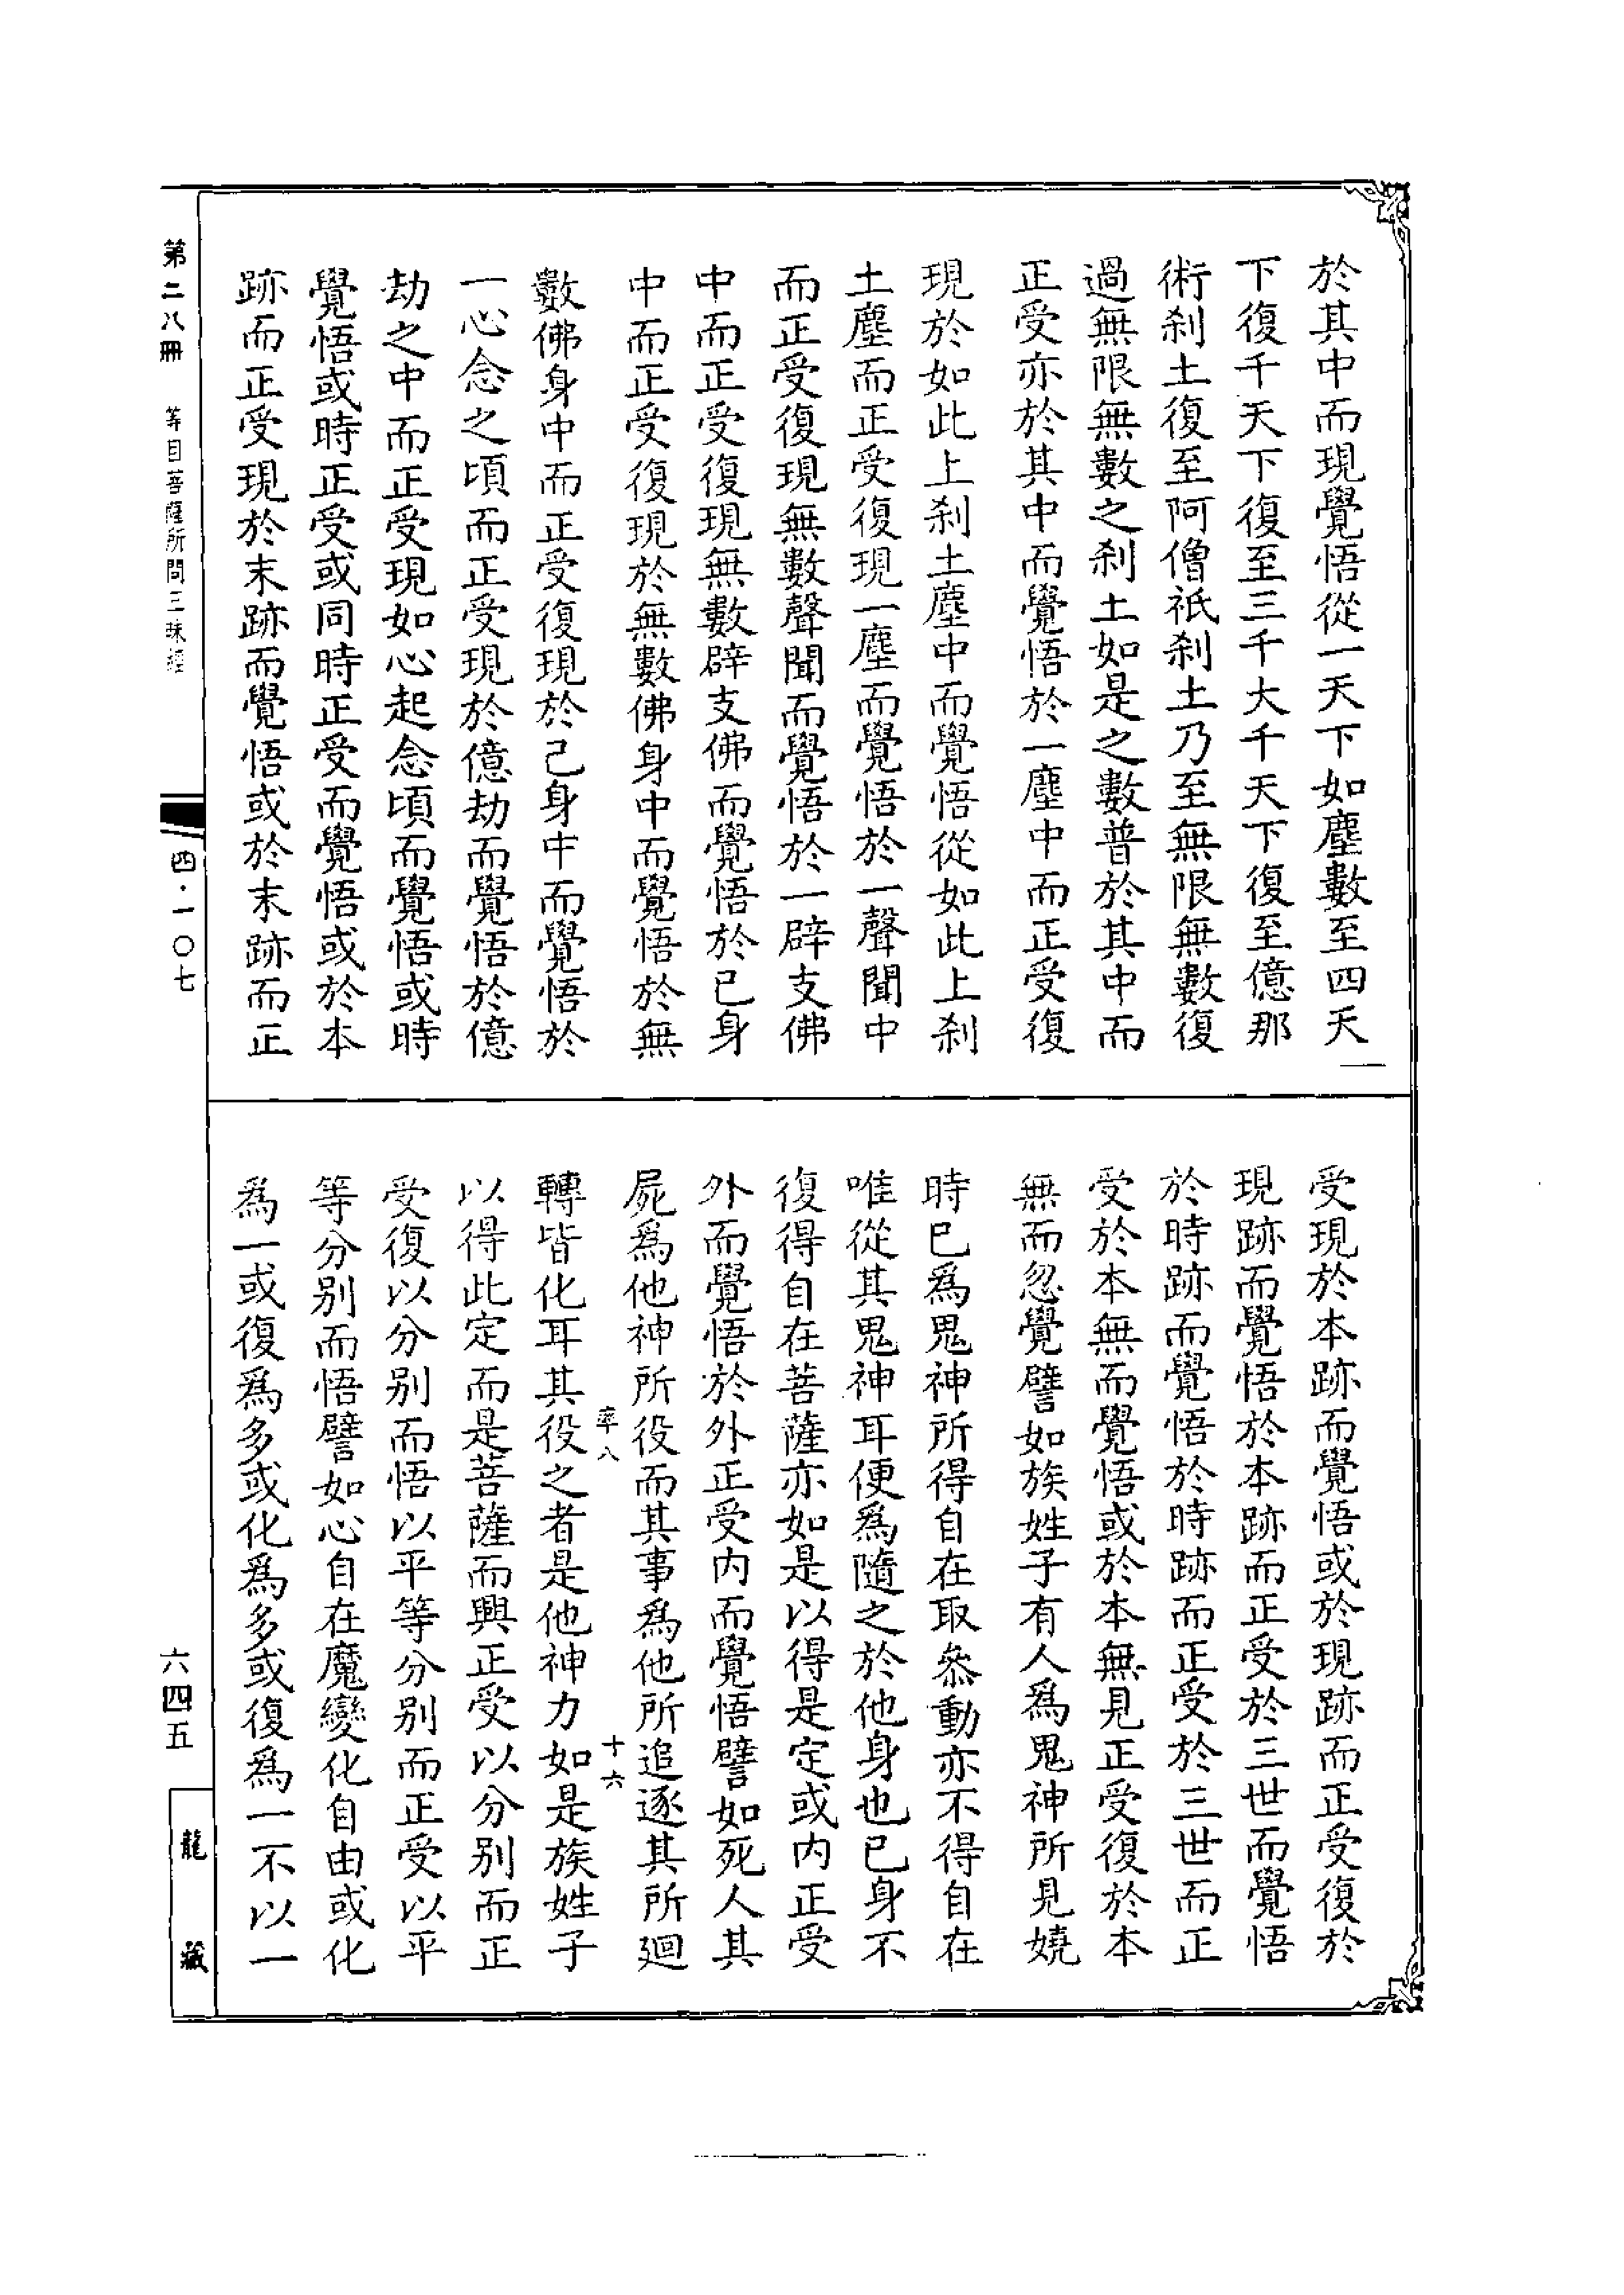 於其中而現覺悟從一天下如塵數至四天
下復千天下復至三千大千天下復至億那
術刹土復至阿僧祇刹土乃至無限無數復
過無限無數之刹土如是之數普於其中而
正受亦於其中而覺悟於一塵中而正受復
現於如此上刹土塵中而覺悟從如此上刹
土塵而正受復現一塵而覺悟於一聲聞中
而正受復現無數聲聞而覺悟於一辟支佛
中而正受復現無數辟支佛而覺悟於已身
中而正受復現於無數佛身中而覺悟於無
數佛身中而正受復現於己身中而覺悟於
一心念之頃而正受現於億劫而覺悟於億
劫之中而正受現如心起念頃而覺悟或時
覺悟或時正受或同時正受而覺悟或於本
跡而正受現於末跡而覺悟或於末跡而正
受現於本跡而覺悟或於現跡而正受復於
現跡而覺悟於本跡而正受於三世而覺悟
於時跡而覺悟於時跡而正受於三世而正
受於本無而覺悟或於本無見正受復於本
無而忽覺譬如族姓子有人爲鬼神所見嬈
時巳爲鬼神所得自在取叅動亦不得自在
唯從其鬼神耳便爲隨之於他身也已身不
復得自在菩薩亦如是以得是定或内正受
外而覺悟於外正受内而覺悟譬如死人其
屍爲他神所役而其事爲他所追逐其所廻
率八
十六
轉皆化耳其役之者是他神力如是族姓子
以得此定而是菩薩而興正受以分别而正
受復以分别而悟以平等分别而正受以平
等分别而悟譬如心自在魔變化自由或化
爲一或復爲多或化爲多或復爲一不以一
第二八冊
等目菩薩所問三昧經
四·一〇七
六四五
龍藏